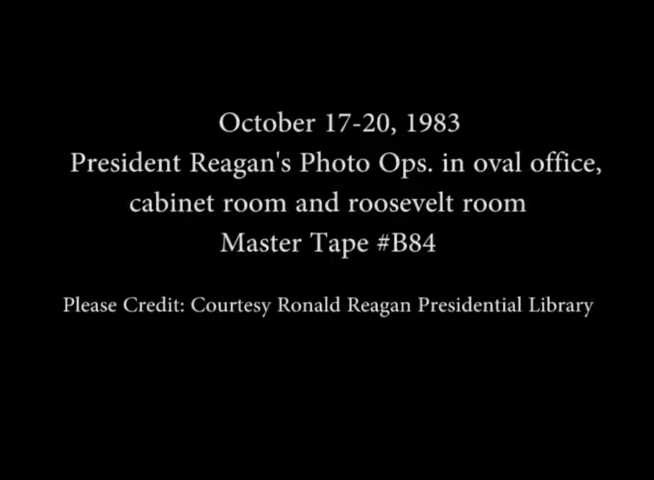 October 17-20, 1983
President Reagan's Photo Ops. in oval office,
cabinet room and roosevelt room
Master Tape #B84
Please Credit: Courtesy Ronald Reagan Presidential Library